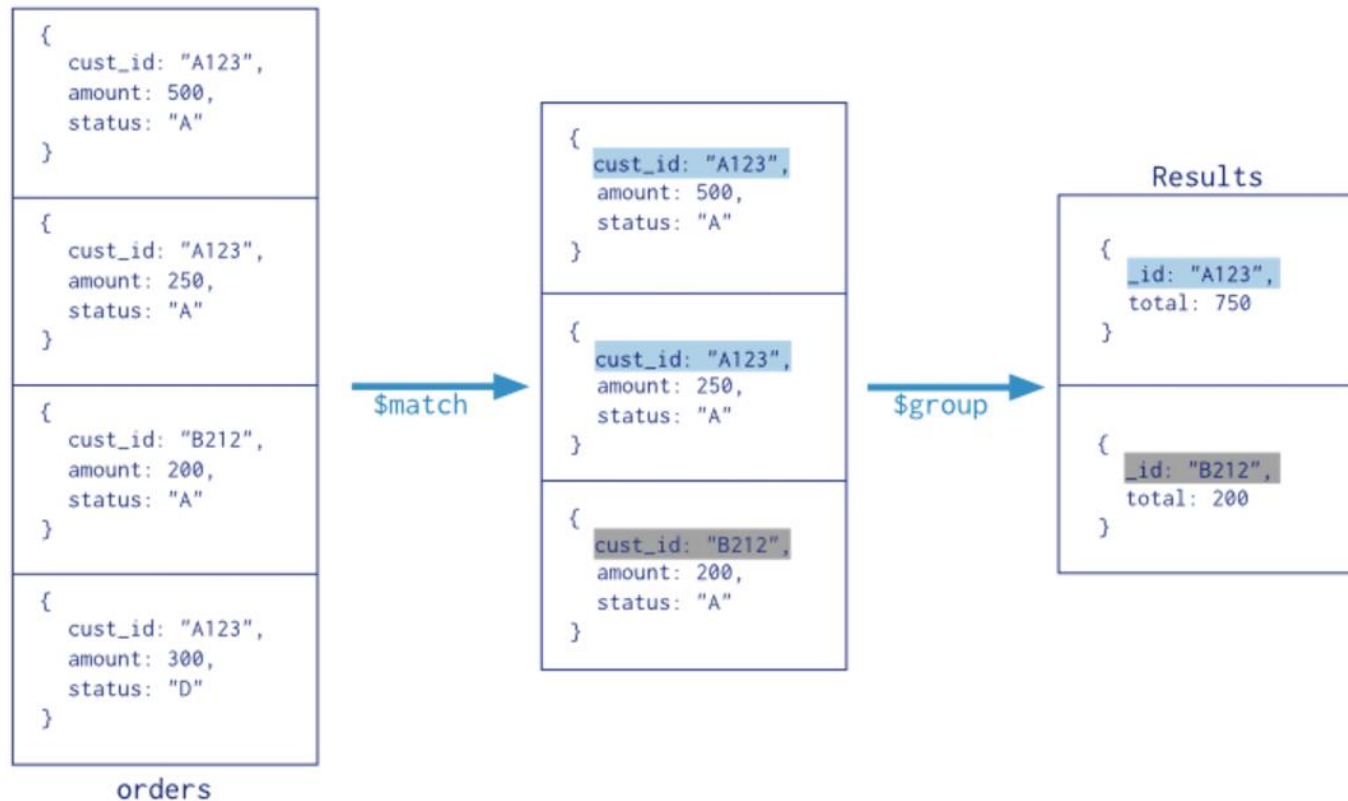 {
cust_id: "A123",
amount: 500,
status: "A"
}
{
cust_id: "A123",
amount: 250,
status: "A"
}
{
cust_id: "B212",
amount: 200,
status: "A"
}
{
cust_id: "A123",
amount: 300,
status: "D"
}
orders
$match
{
cust_id: "A123",
amount: 500,
status: "A"
}
{
cust_id: "A123",
amount: 250,
status: "A"
}
{
cust_id: "B212",
amount: 200,
status: "A"
}
$group
Results
{
_id: "A123",
total: 750
}
{
_id: "B212",
total: 200
}